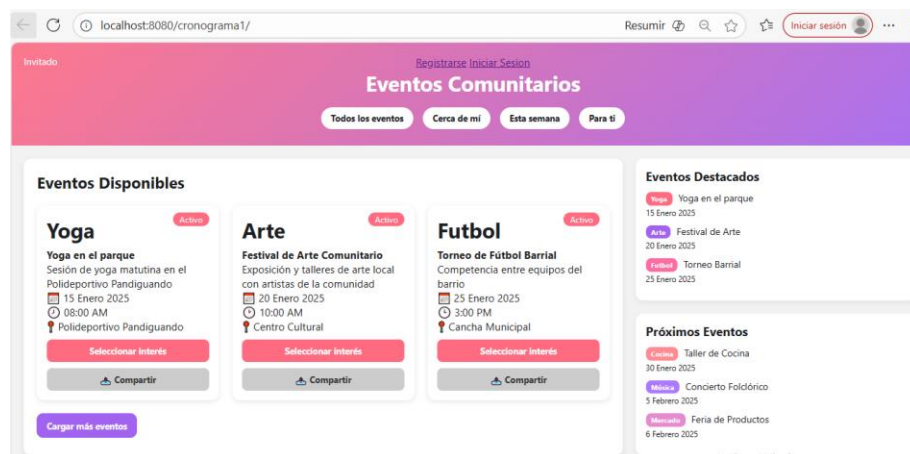 localhost:8080/cronograma1/
Resumir
Iniciar sesión
Invitado
Registrarse Iniciar Sesion
Eventos Comunitarios
Todos los eventos
Cerca de mí
Esta semana
Para ti
Eventos Disponibles
Activo
Yoga
Yoga en el parque
Sesión de yoga matutina en el
Polideportivo Pandiguando
15 Enero 2025
08:00 AM
Polideportivo Pandiguando
Seleccionar Interés
Compartir
Activo
Arte
Festival de Arte Comunitario
Exposición y talleres de arte local
con artistas de la comunidad
20 Enero 2025
10:00 AM
Centro Cultural
Seleccionar Interés
Compartir
Activo
Futbol
Torneo de Fútbol Barrial
Competencia entre equipos del
barrio
25 Enero 2025
3:00 PM
Cancha Municipal
Seleccionar Interés
Compartir
Cargar más eventos
Eventos Destacados
Yoga Yoga en el parque
15 Enero 2025
Arte Festival de Arte
20 Enero 2025
Futbol Torneo Barrial
25 Enero 2025
Próximos Eventos
Cocina Taller de Cocina
30 Enero 2025
Música Concierto Foldórico
5 Febrero 2025
Mercado Feria de Productos
6 Febrero 2025